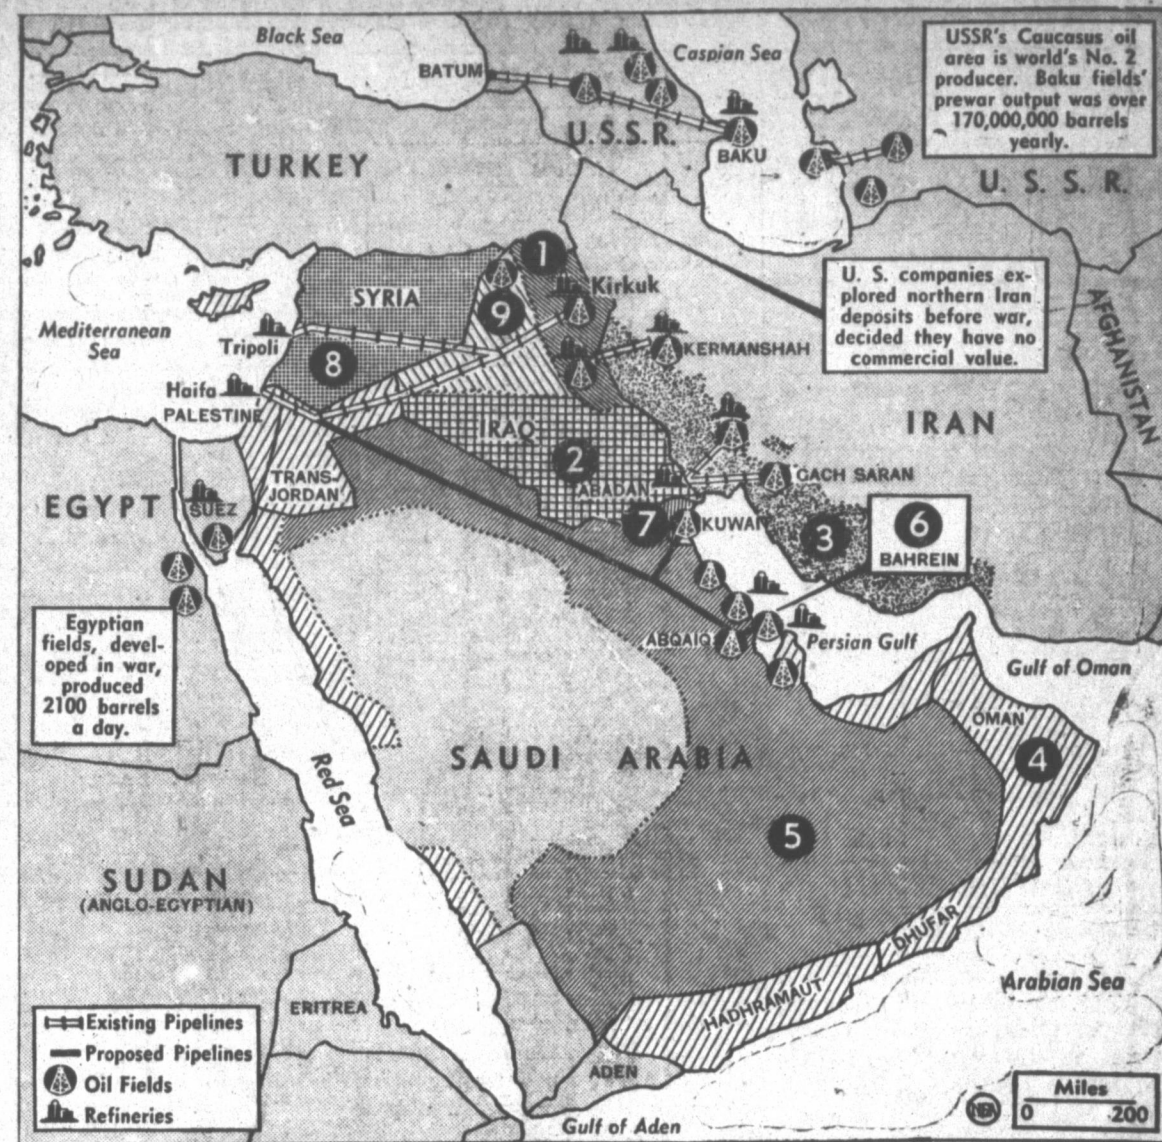 Black Sea
BATUM
Caspian Sea
USSR's Caucasus oil
area is world's No. 2
producer. Baku fields'
prewar output was over
170,000,000 barrels
yearly.
U.S.S.R.
BAKU
U. S. S. R.
TURKEY
1
Kirkuk
SYRIA
9
U. S. companies ex-
plored northern Iran
deposits before war,
decided they have no
commercial value.
AFGHANISTAN
Mediterranean
Sea
Tripoli
8
KERMANSHAH
Haifa
PALESTINE
IRAN
IRAQ
2
TRANS-
JORDAN
ABADAN
GACH SARAN
EGYPT
SUEZ
7
KUWAIT
3
6
BAHREIN
Egyptian
fields, devel-
oped in war,
produced
2100 barrels
a day.
ABQAIQ
Persian Gulf
Gulf of Oman
OMAN
4
Red Sea
SAUDI ARABIA
5
SUDAN
(ANGLO-EGYPTIAN)
DHUFAR
HADHRAMAUT
Arabian Sea
ERITREA
ADEN
Gulf of Aden
Existing Pipelines
Proposed Pipelines
Oil Fields
Refineries
NEA
Miles
0 200